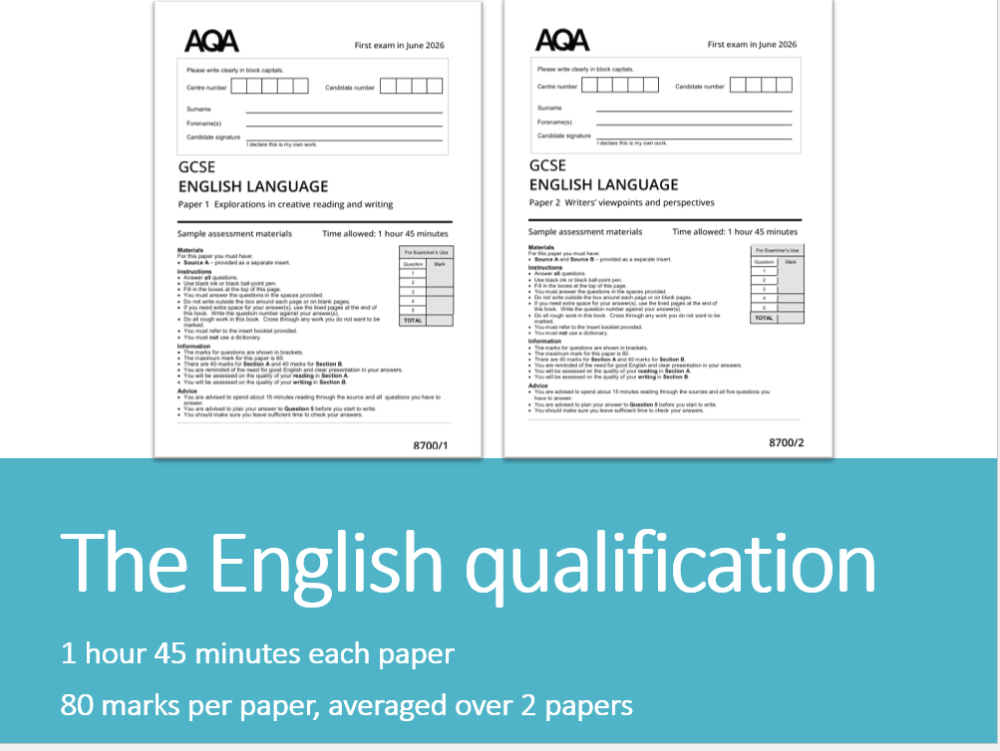 AQA
First exam in June 2026
Please write clearly in block capitals.
Centre number
Candidate number
Surname
Forename(s)
Candidate signature
I declare this is my own work.
GCSE
ENGLISH LANGUAGE
Paper 1 Explorations in creative reading and writing
Sample assessment materials
Time allowed: 1 hour 45 minutes
Materials
For this paper you must have:
• Source A – provided as a separate insert.
Instructions
• Answer all questions.
• Use black ink or black ball-point pen.
• Fill in the boxes at the top of this page.
• You must answer the questions in the spaces provided.
• Do not write outside the box around each page or on blank pages.
• If you need extra space for your answer(s), use the lined pages at the end of
this book. Write the question number against your answer(s).
• Do all rough work in this book. Cross through any work you do not want to be
marked.
• You must refer to the insert booklet provided.
• You must not use a dictionary.
Information
• The marks for questions are shown in brackets.
• The maximum mark for this paper is 80.
• There are 40 marks for Section A and 40 marks for Section B.
• You are reminded of the need for good English and clear presentation in your answers.
• You will be assessed on the quality of your reading in Section A.
• You will be assessed on the quality of your writing in Section B.
Advice
• You are advised to spend about 15 minutes reading through the source and all questions you have to
answer.
• You are advised to plan your answer to Question 5 before you start to write.
• You should make sure you leave sufficient time to check your answers.
For Examiner's Use
Question Mark
1
2
3
4
5
TOTAL
8700/1
AQA
First exam in June 2026
Please write clearly in block capitals.
Centre number
Candidate number
Surname
Forename(s)
Candidate signature
I declare this is my own work.
GCSE
ENGLISH LANGUAGE
Paper 2 Writers' viewpoints and perspectives
Sample assessment materials
Time allowed: 1 hour 45 minutes
Materials
For this paper you must have:
• Source A and Source B – provided as a separate insert.
Instructions
• Answer all questions.
• Use black ink or black ball-point pen.
• Fill in the boxes at the top of this page.
• You must answer the questions in the spaces provided.
• Do not write outside the box around each page or on blank pages.
• If you need extra space for your answer(s), use the lined pages at the end of
this book. Write the question number against your answer(s).
• Do all rough work in this book. Cross through any work you do not want to be
marked.
• You must refer to the insert booklet provided.
• You must not use a dictionary.
Information
• The marks for questions are shown in brackets.
• The maximum mark for this paper is 80.
• There are 40 marks for Section A and 40 marks for Section B.
• You are reminded of the need for good English and clear presentation in your answers.
• You will be assessed on the quality of your reading in Section A.
• You will be assessed on the quality of your writing in Section B.
Advice
• You are advised to spend about 15 minutes reading through the sources and all five questions you
have to answer.
• You are advised to plan your answer to Question 5 before you start to write.
• You should make sure you leave sufficient time to check your answers.
For Examiner's Use
Question Mark
1
2
3
4
5
TOTAL
8700/2
The English qualification
1 hour 45 minutes each paper
80 marks per paper, averaged over 2 papers